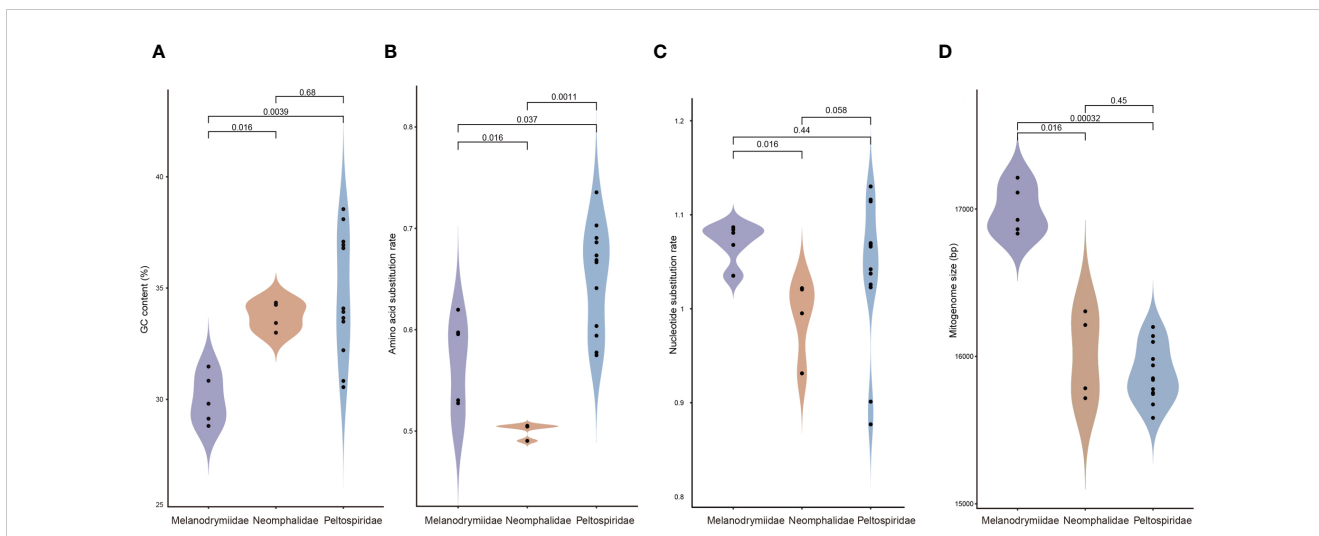 A
GC content (%)
40
35
30
25
0.68
0.0039
0.016
Melanodrymiidae Neomphalidae Peltospiridae
B
Amino acid substitution rate
0.8
0.7
0.6
0.5
0.0011
0.037
0.016
Melanodrymiidae Neomphalidae Peltospiridae
C
Nucleotide substitution rate
1.2
1.1
1
0.9
0.8
0.058
0.44
0.016
Melanodrymiidae Neomphalidae Peltospiridae
D
Mitogenome size (bp)
17000
16000
15000
0.45
0.00032
0.016
Melanodrymiidae Neomphalidae Peltospiridae